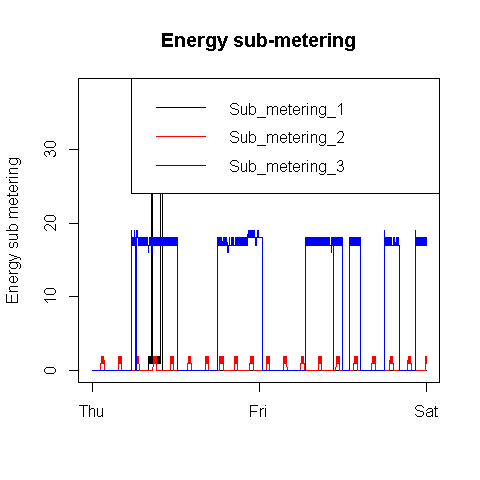 Energy sub-metering
Energy sub metering
Sub_metering_1
Sub_metering_2
Sub_metering_3
30
20
10
0
Thu
Fri
Sat